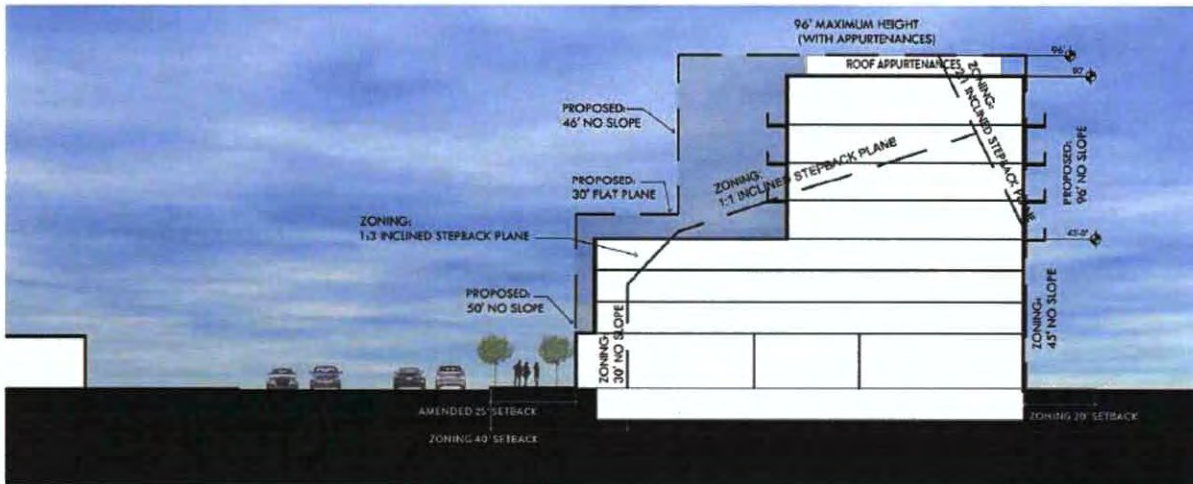 96' MAXIMUM HEIGHT
(WITH APPURTENANCES)
96'
ROOF APPURTENANCES
90'
ZONING:
2:1 INCLINED STEPBACK PLANE
PROPOSED:
46' NO SLOPE
ZONING:
1:1 INCLINED STEPBACK PLANE
PROPOSED:
96' NO SLOPE
PROPOSED:
30' FLAT PLANE
ZONING:
1:3 INCLINED STEPBACK PLANE
PROPOSED:
50' NO SLOPE
ZONING:
30' NO SLOPE
ZONING:
45' NO SLOPE
AMENDED 25' SETBACK
ZONING 20' SETBACK
ZONING 40' SETBACK